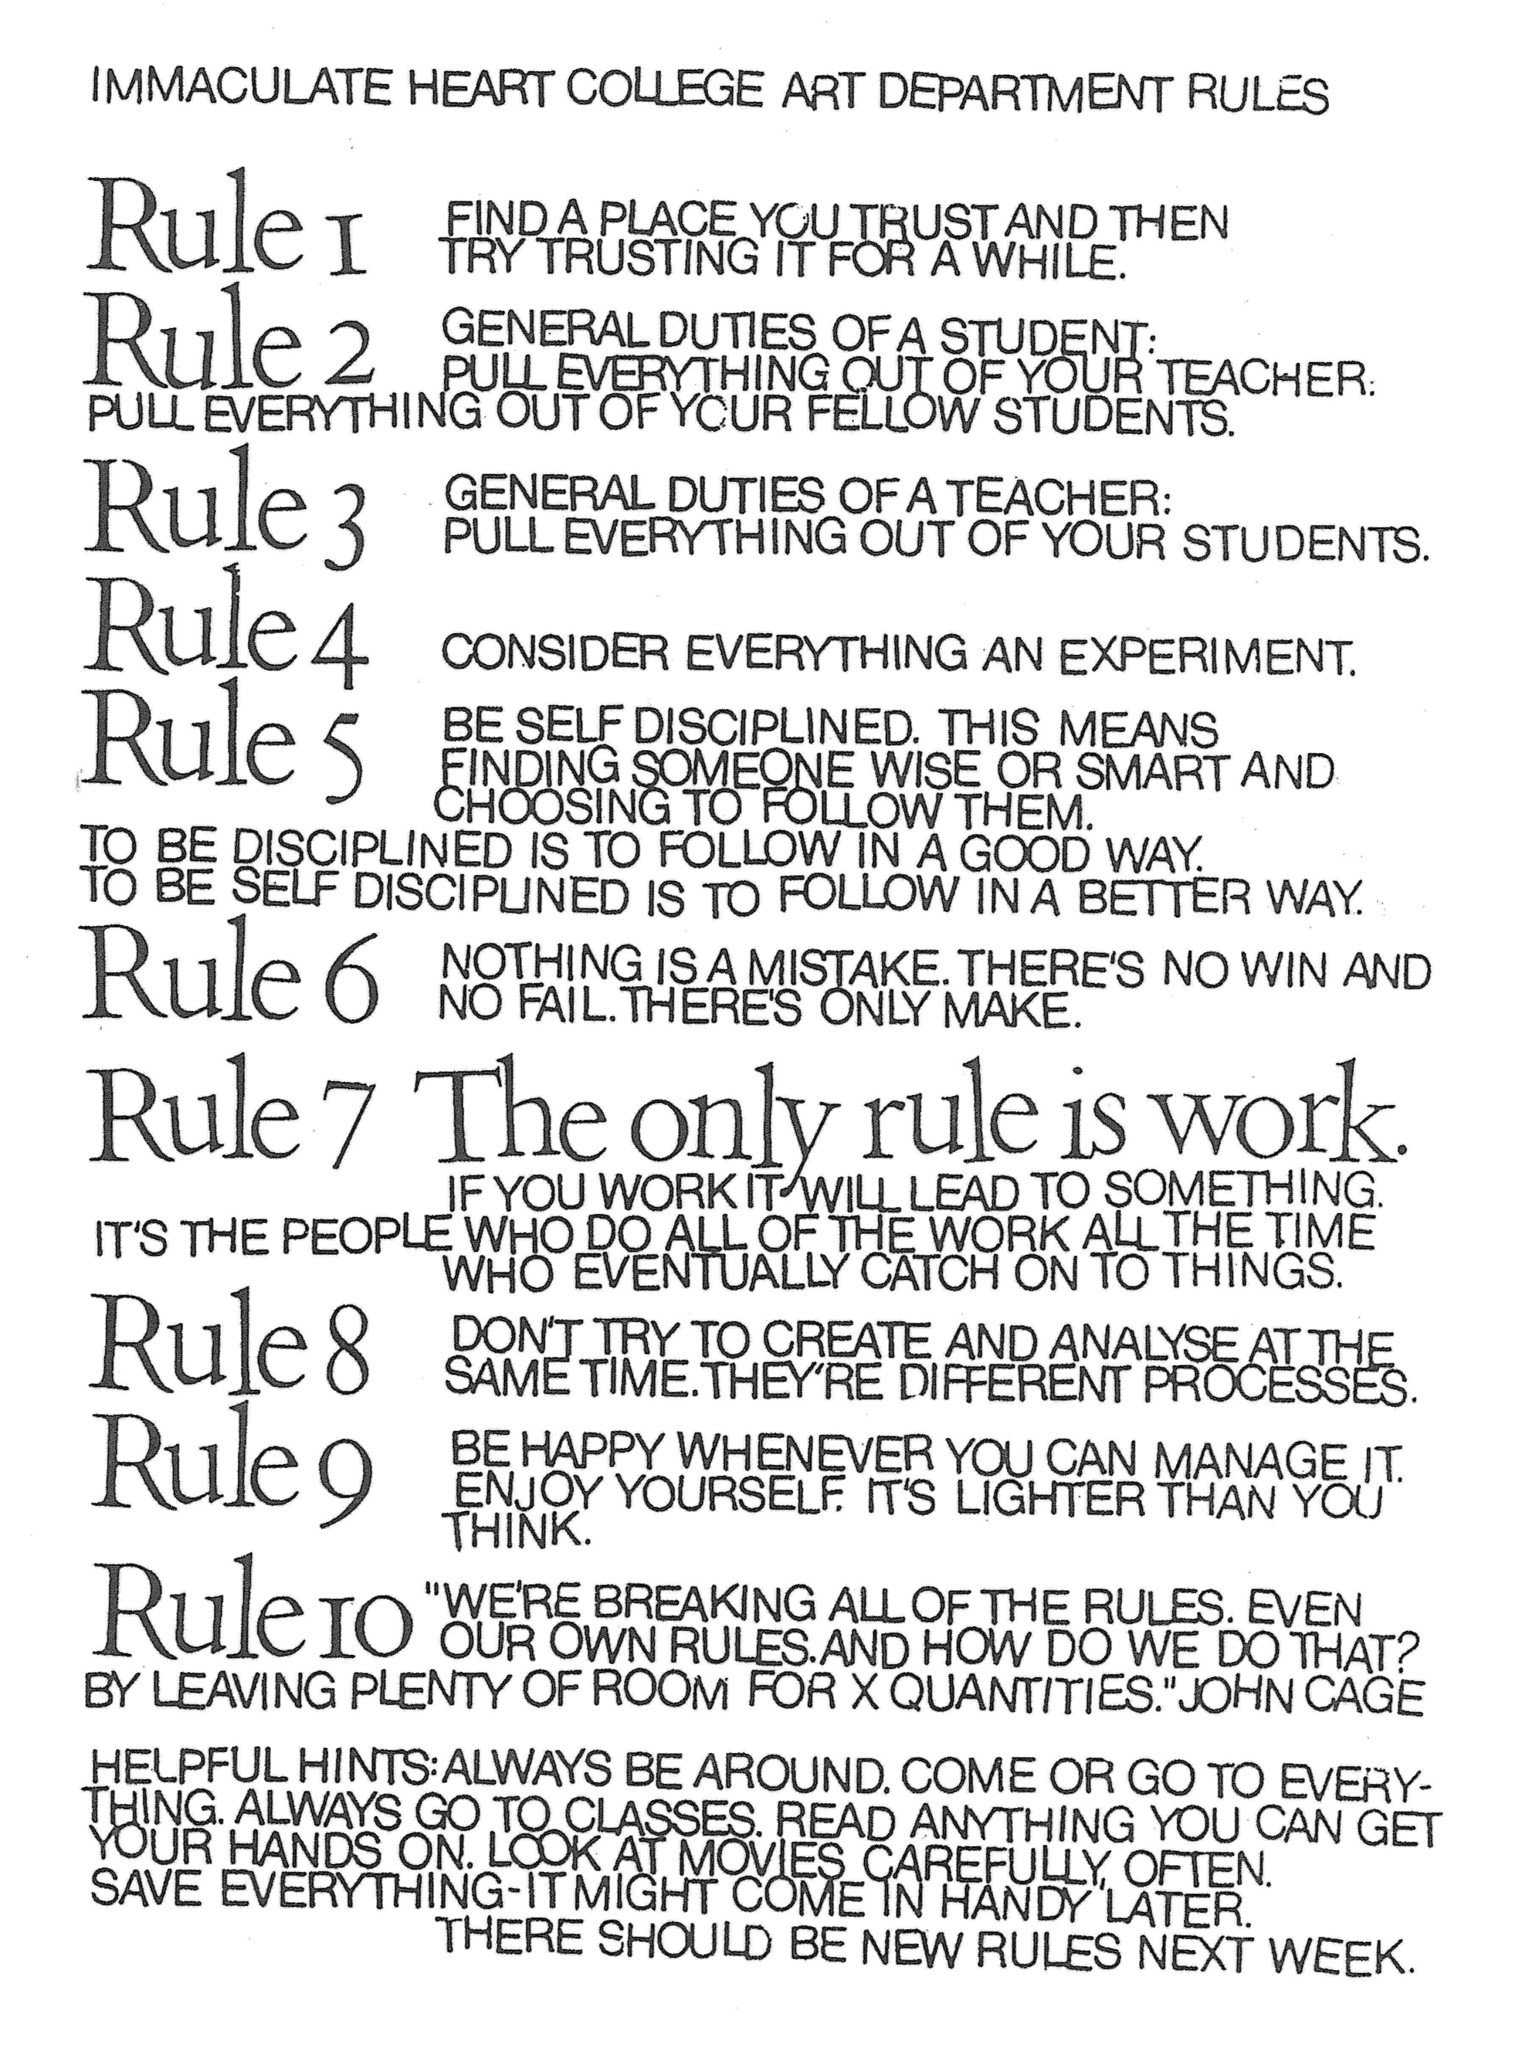 IMMACULATE HEART COLLEGE ART DEPARTMENT RULES
Rule 1 FIND A PLACE YOU TRUST AND THEN
TRY TRUSTING IT FOR A WHILE.
Rule 2 GENERAL DUTIES OF A STUDENT:
PULL EVERYTHING OUT OF YOUR TEACHER.
PULL EVERYTHING OUT OF YOUR FELLOW STUDENTS.
Rule 3 GENERAL DUTIES OF A TEACHER:
PULL EVERYTHING OUT OF YOUR STUDENTS.
Rule 4 CONSIDER EVERYTHING AN EXPERIMENT.
Rule 5 BE SELF DISCIPLINED. THIS MEANS
FINDING SOMEONE WISE OR SMART AND
CHOOSING TO FOLLOW THEM.
TO BE DISCIPLINED IS TO FOLLOW IN A GOOD WAY.
TO BE SELF DISCIPLINED IS TO FOLLOW IN A BETTER WAY.
Rule 6 NOTHING IS A MISTAKE. THERE'S NO WIN AND
NO FAIL. THERE'S ONLY MAKE.
Rule 7 The only rule is work.
IF YOU WORK IT WILL LEAD TO SOMETHING.
IT'S THE PEOPLE WHO DO ALL OF THE WORK ALL THE TIME
WHO EVENTUALLY CATCH ON TO THINGS.
Rule 8 DON'T TRY TO CREATE AND ANALYSE AT THE
SAME TIME. THEY'RE DIFFERENT PROCESSES.
Rule 9 BE HAPPY WHENEVER YOU CAN MANAGE IT.
ENJOY YOURSELF. IT'S LIGHTER THAN YOU
THINK.
Rule 10 "WE'RE BREAKING ALL OF THE RULES. EVEN
OUR OWN RULES. AND HOW DO WE DO THAT?
BY LEAVING PLENTY OF ROOM FOR X QUANTITIES." JOHN CAGE
HELPFUL HINTS: ALWAYS BE AROUND. COME OR GO TO EVERY-
THING. ALWAYS GO TO CLASSES. READ ANYTHING YOU CAN GET
YOUR HANDS ON. LOOK AT MOVIES CAREFULLY, OFTEN.
SAVE EVERYTHING-IT MIGHT COME IN HANDY LATER.
THERE SHOULD BE NEW RULES NEXT WEEK.